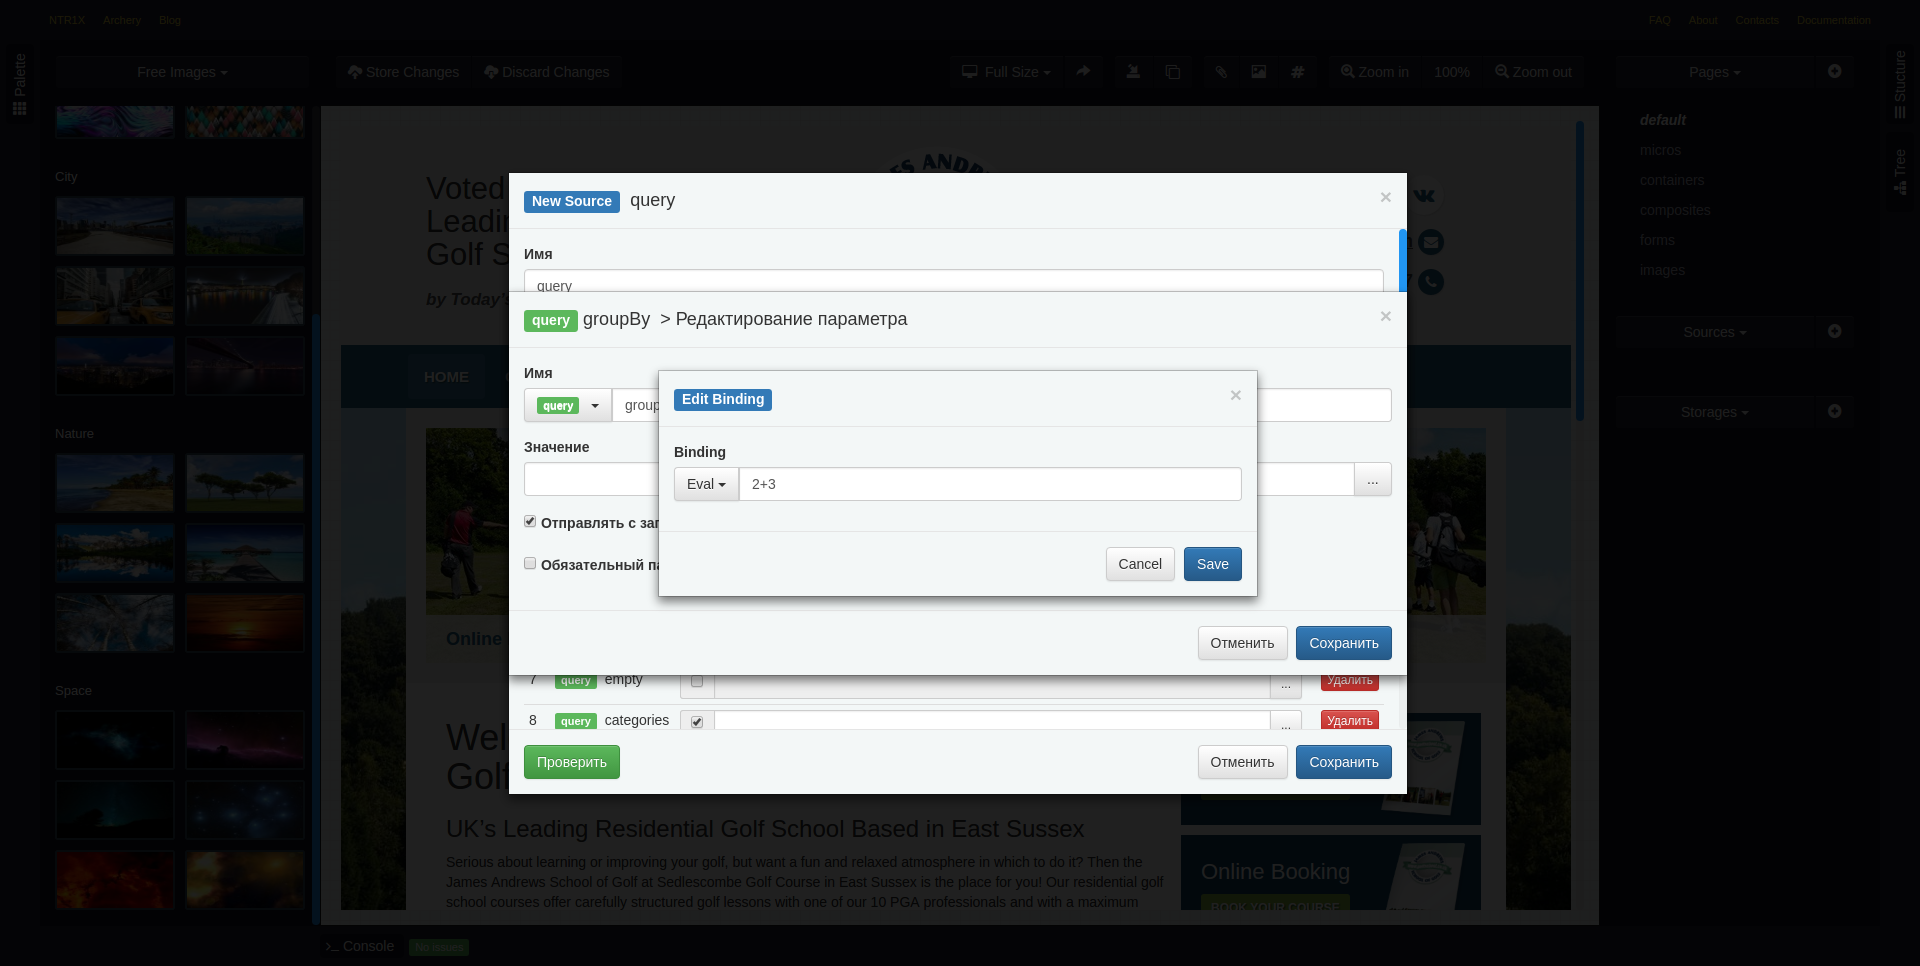 NTR1X Archery Blog
FAQ About Contacts Documentation
Palette
Free Images
Store Changes Discard Changes
Full Size
Zoom in 100% Zoom out
Pages
Stucture
Tree
City
Nature
Space
Voted
Golf S
by Today'
HOME
Online
Wel
Golf
UK's Leading Residential Golf School Based in East Sussex
Serious about learning or improving your golf, but want a fun and relaxed atmosphere in which to do it? Then the
James Andrews School of Golf at Sedlescombe Golf Course in East Sussex is the place for you! Our residential golf
school courses offer carefully structured golf lessons with one of our 10 PGA professionals and with a maximum
Online Booking
BOOK YOUR COURSE
default
micros
containers
composites
forms
images
Sources
Storages
New Source query ×
Имя
query
query groupBy > Редактирование параметра ×
Имя
query group
Значение
...
Отправлять с зап
Обязательный па
Отменить Сохранить
Edit Binding ×
Binding
Eval 2+3
Cancel Save
7 query empty ... Удалить
8 query categories ... Удалить
Проверить Отменить Сохранить
Console No issues